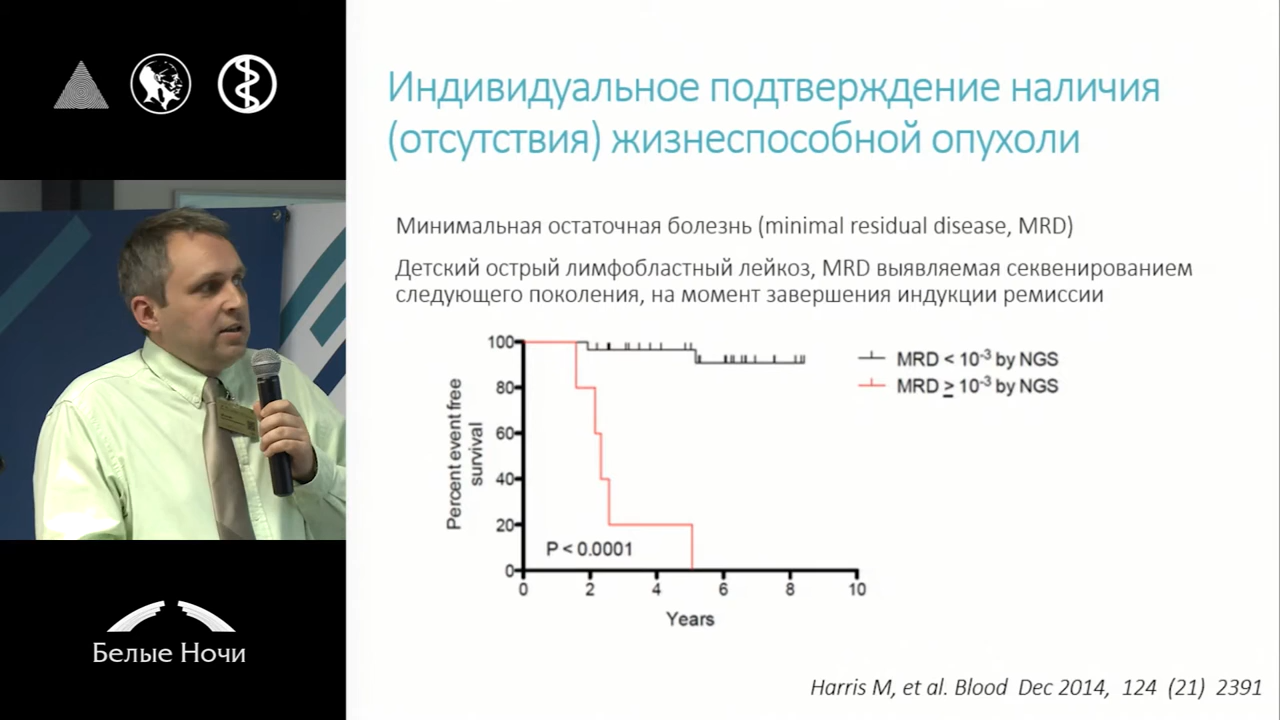 Индивидуальное подтверждение наличия
(отсутствия) жизнеспособной опухоли
Минимальная остаточная болезнь (minimal residual disease, MRD)
Детский острый лимфобластный лейкоз, MRD выявляемая секвенированием
следующего поколения, на момент завершения индукции ремиссии
100
80
60
40
20
0
Percent event free
survival
P < 0.0001
0 2 4 6 8 10
Years
MRD < 10⁻³ by NGS
MRD ≥ 10⁻³ by NGS
Harris M, et al. Blood Dec 2014, 124 (21) 2391
Белые Ночи